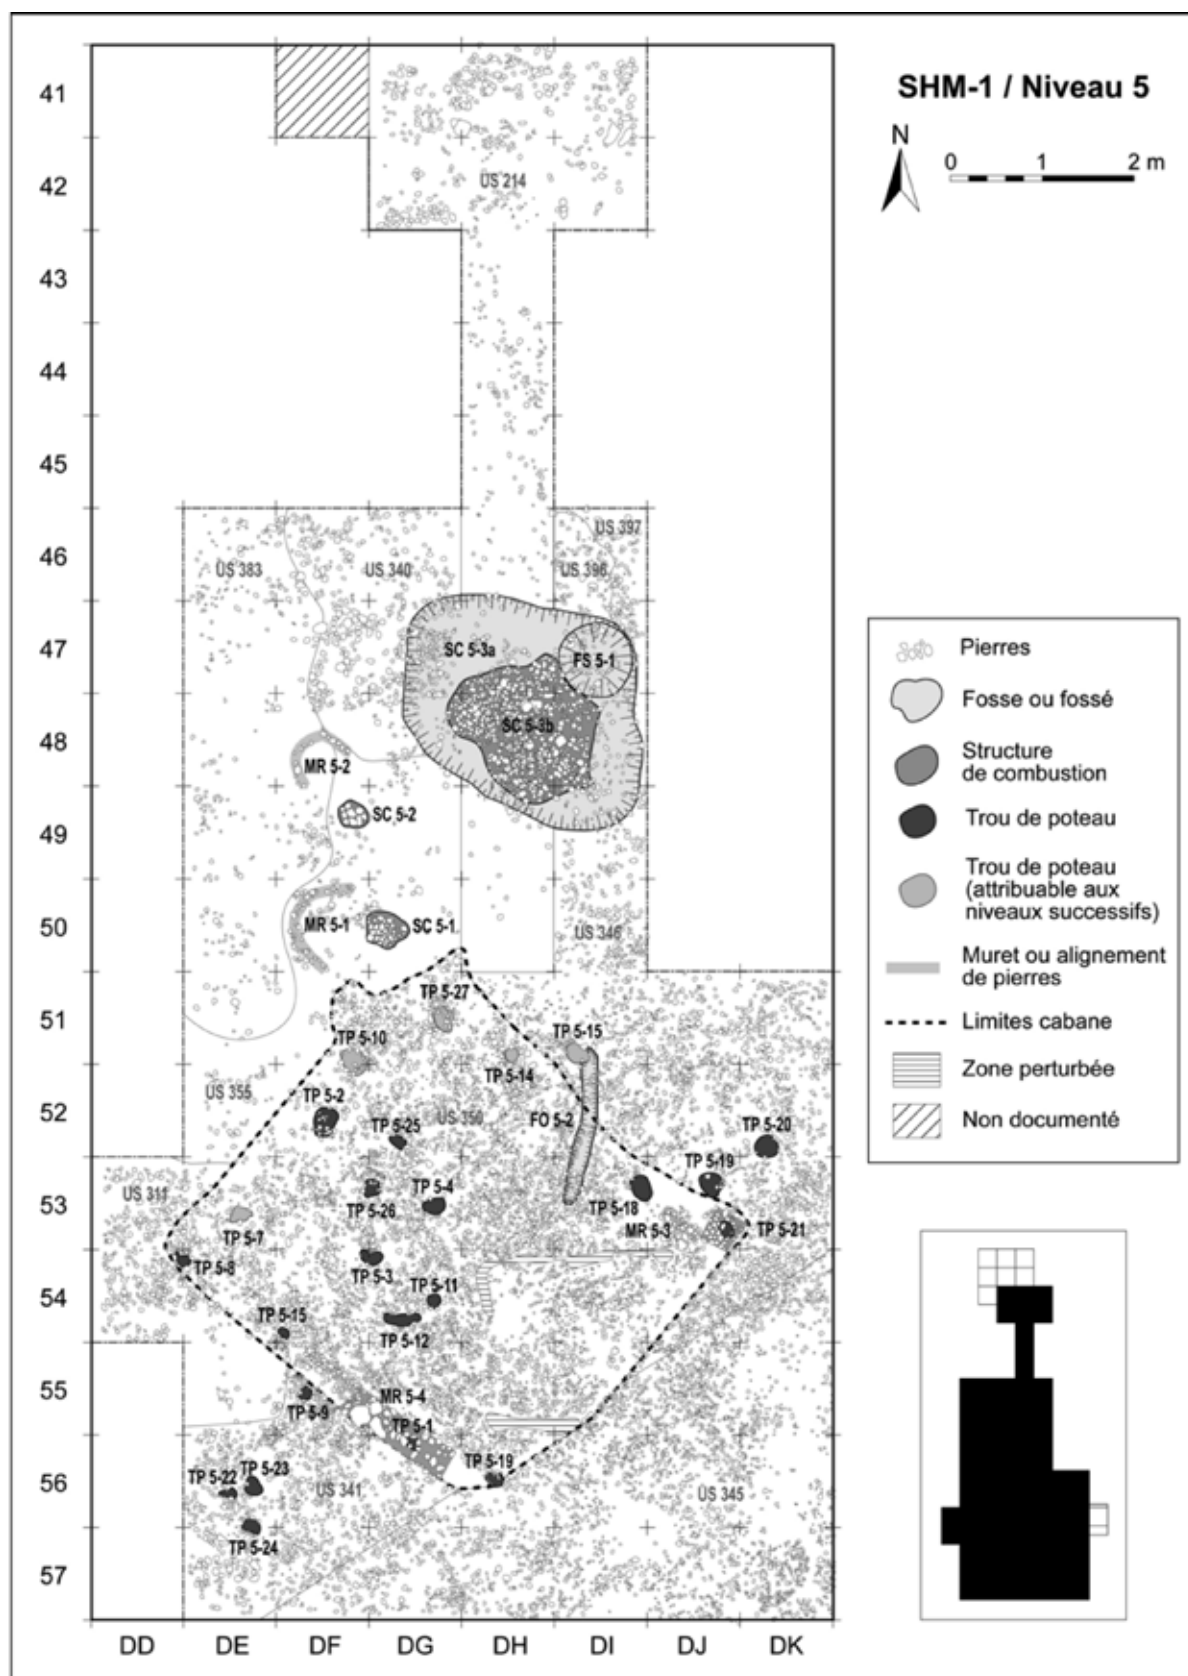 SHM-1 / Niveau 5
N
0 1 2 m
41
42
43
44
45
46
47
48
49
50
51
52
53
54
55
56
57
US 214
US 397
US 383
US 340
US 396
SC 5-3a
FS 5-1
SC 5-3b
MR 5-2
SC 5-2
MR 5-1
SC 5-1
US 346
TP 5-27
TP 5-10
TP 5-15
TP 5-14
US 355
TP 5-2
TP 5-25
US 350
FO 5-2
TP 5-20
TP 5-19
US 311
TP 5-26
TP 5-4
TP 5-18
MR 5-3
TP 5-21
TP 5-7
TP 5-8
TP 5-3
TP 5-11
TP 5-15
TP 5-12
TP 5-9
MR 5-4
TP 5-1
TP 5-19
TP 5-22
TP 5-23
US 341
US 345
TP 5-24
DD DE DF DG DH DI DJ DK
Pierres
Fosse ou fossé
Structure
de combustion
Trou de poteau
Trou de poteau
(attribuable aux
niveaux successifs)
Muret ou alignement
de pierres
Limites cabane
Zone perturbée
Non documenté